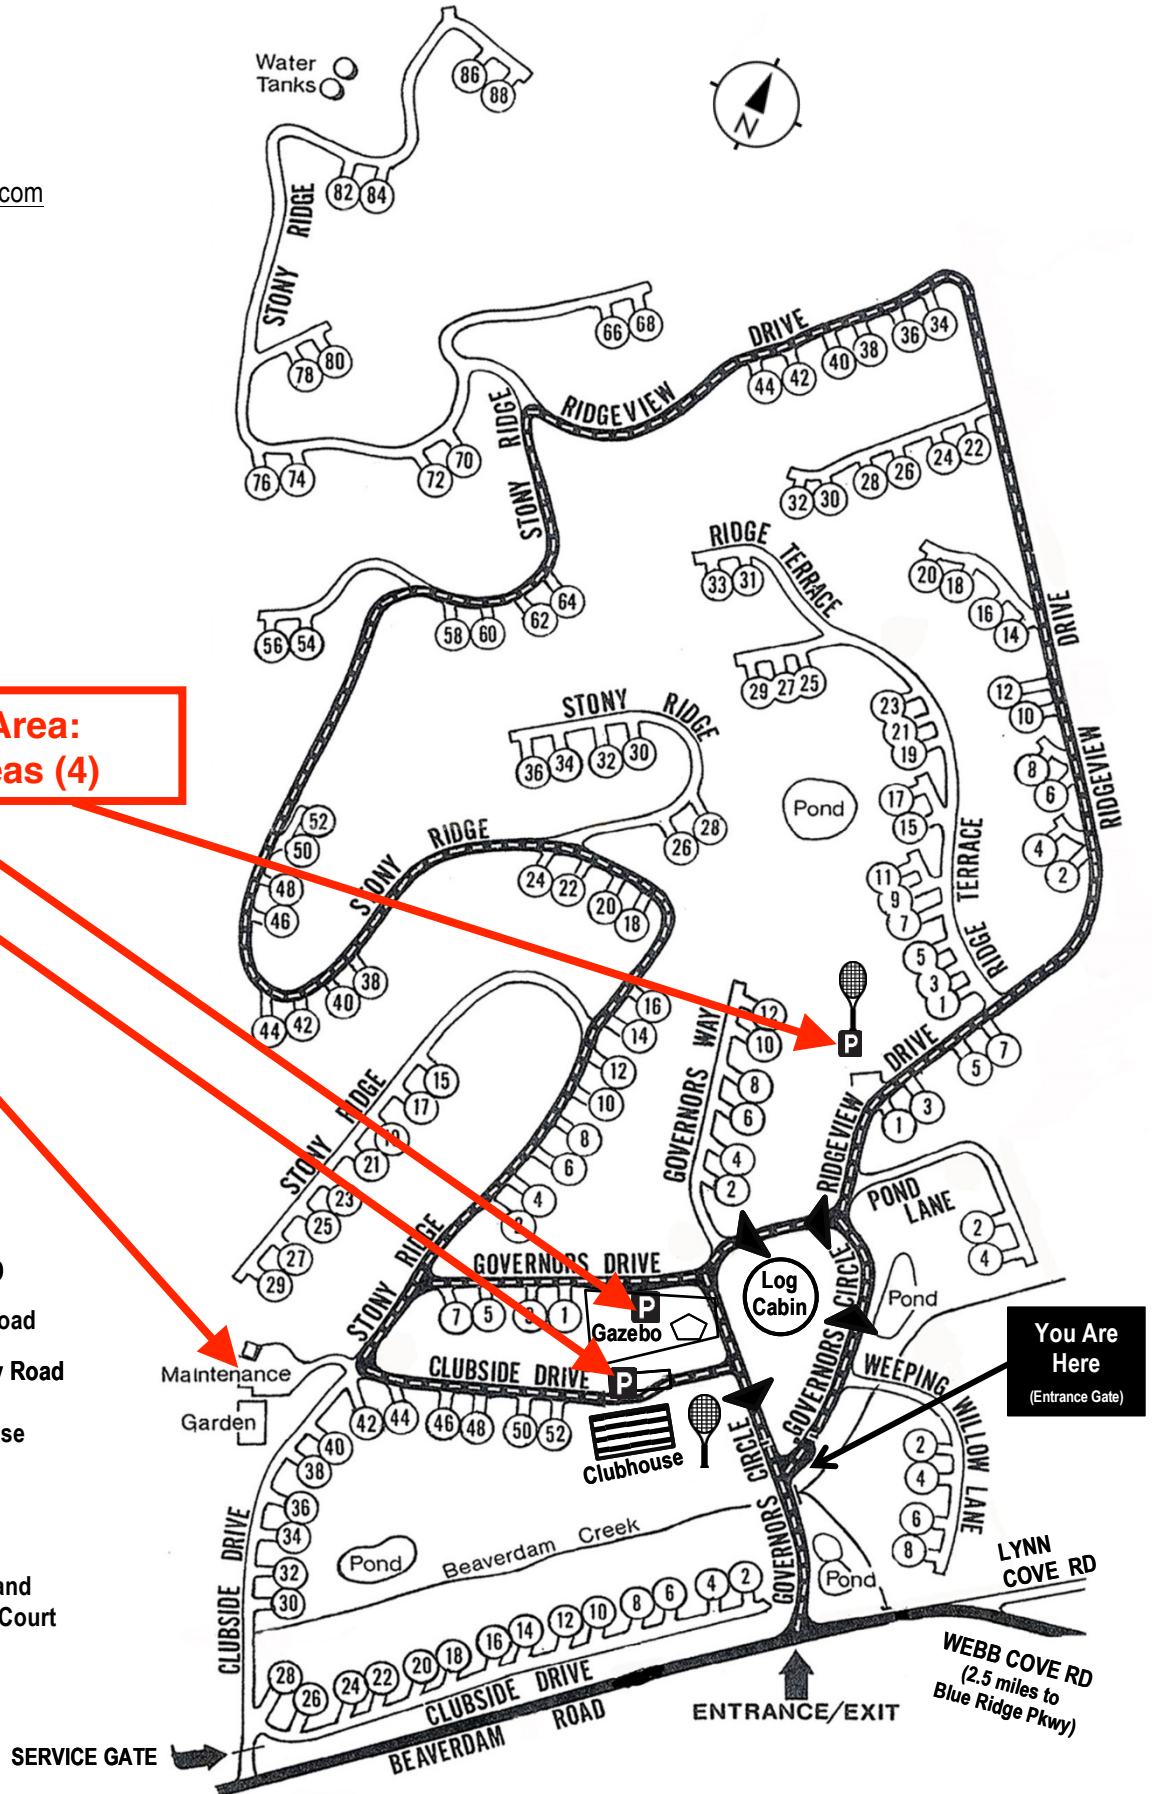 Water
Tanks
86
88
N
com
82
84
STONY RIDGE
78
80
66
68
76
74
72
70
STONY RIDGE
RIDGEVIEW DRIVE
44
42
40
38
36
34
32
30
28
26
24
22
RIDGE TERRACE
33
31
20
18
16
14
DRIVE
56
54
58
60
62
64
29
27
25
12
10
23
21
19
8
6
RIDGEVIEW
Area:
eas (4)
STONY RIDGE
36
34
32
30
28
26
Pond
17
15
4
2
52
50
48
46
STONY RIDGE
24
22
20
18
11
9
7
TERRACE
RIDGE
5
3
1
44
42
40
38
16
14
12
10
8
6
4
2
STONY RIDGE
15
17
19
21
23
25
27
29
GOVERNORS WAY
12
10
8
6
4
2
P
RIDGEVIEW DRIVE
7
5
3
1
POND
LANE
2
4
STONY RIDGE
GOVERNORS DRIVE
7
5
3
1
P
Gazebo
Log
Cabin
Pond
GOVERNORS CIRCLE
You Are
Here
(Entrance Gate)
oad
y Road
se
and
Court
Maintenance
Garden
CLUBSIDE DRIVE
P
42
44
46
48
50
52
Clubhouse
GOVERNORS CIRCLE
WEEPING
WILLOW LANE
2
4
6
8
40
38
36
34
32
30
CLUBSIDE DRIVE
Pond
Beaverdam Creek
Pond
LYNN
COVE RD
28
26
24
22
20
18
16
14
12
10
8
6
4
2
CLUBSIDE DRIVE
BEAVERDAM ROAD
ENTRANCE/EXIT
WEBB COVE RD
(2.5 miles to
Blue Ridge Pkwy)
SERVICE GATE